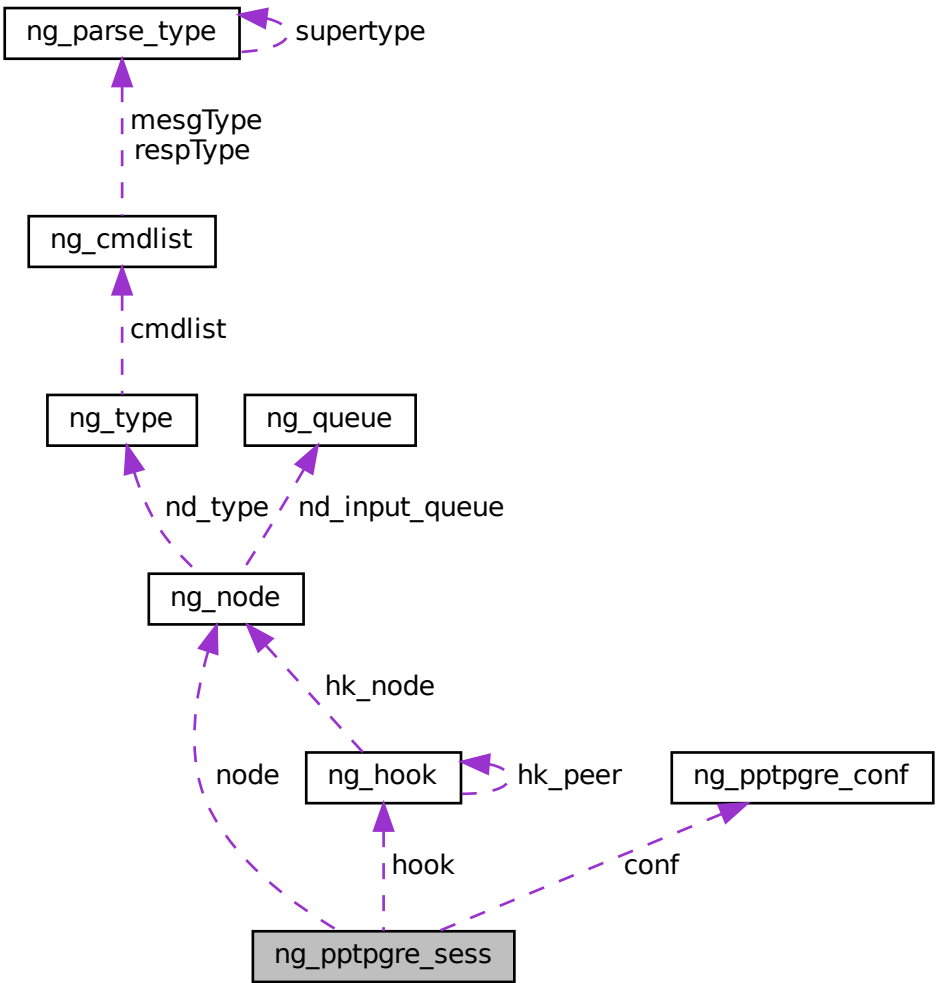 ng_parse_type
supertype
mesgType
respType
ng_cmdlist
cmdlist
ng_type
ng_queue
nd_type
nd_input_queue
ng_node
hk_node
node
ng_hook
hk_peer
ng_pptpgre_conf
hook
conf
ng_pptpgre_sess